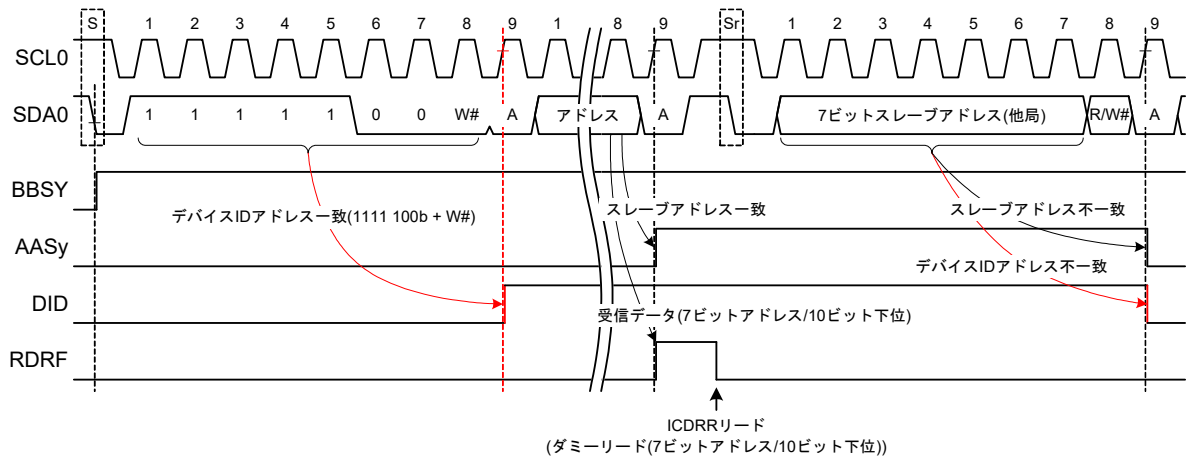 S 1 2 3 4 5 6 7 8 9 1 8 9 Sr 1 2 3 4 5 6 7 8 9
SCL0
SDA0 1 1 1 1 1 0 0 W# A アドレス A 7ビットスレーブアドレス(他局) R/W# A
BBSY
デバイスIDアドレス一致(1111 100b + W#) スレーブアドレス一致 スレーブアドレス不一致
AASy
デバイスIDアドレス不一致
DID
受信データ(7ビットアドレス/10ビット下位)
RDRF
ICDRRリード
(ダミーリード(7ビットアドレス/10ビット下位))